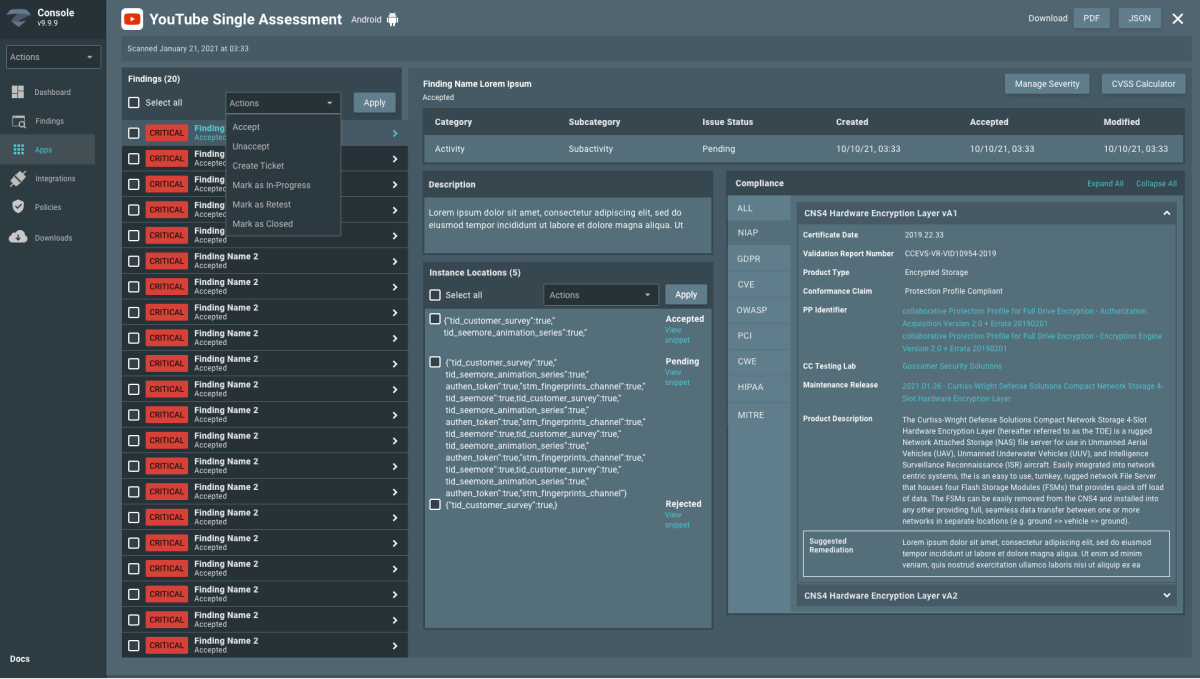 Console
v9.9.9
Actions
Dashboard
Findings
Apps
Integrations
Policies
Downloads
Docs
YouTube Single Assessment
Android
Download
PDF
JSON
Scanned January 21, 2021 at 03:33
Findings (20)
Select all
Actions
Apply
Accept
Unaccept
Create Ticket
Mark as In-Progress
Mark as Retest
Mark as Closed
CRITICAL
Finding
Accepted
CRITICAL
Finding
Accepted
CRITICAL
Finding
Accepted
CRITICAL
Finding
Accepted
CRITICAL
Finding
Accepted
CRITICAL
Finding Name 2
Accepted
CRITICAL
Finding Name 2
Accepted
CRITICAL
Finding Name 2
Accepted
CRITICAL
Finding Name 2
Accepted
CRITICAL
Finding Name 2
Accepted
CRITICAL
Finding Name 2
Accepted
CRITICAL
Finding Name 2
Accepted
CRITICAL
Finding Name 2
Accepted
CRITICAL
Finding Name 2
Accepted
CRITICAL
Finding Name 2
Accepted
CRITICAL
Finding Name 2
Accepted
CRITICAL
Finding Name 2
Accepted
CRITICAL
Finding Name 2
Accepted
CRITICAL
Finding Name 2
Accepted
CRITICAL
Finding Name 2
Accepted
CRITICAL
Finding Name 2
Accepted
Finding Name Lorem Ipsum
Accepted
Manage Severity
CVSS Calculator
Category Subcategory Issue Status Created Accepted Modified
Activity Subactivity Pending 10/10/21, 03:33 10/10/21, 03:33 10/10/21, 03:33
Description
Lorem ipsum dolor sit amet, consectetur adipiscing elit, sed do
eiusmod tempor incididunt ut labore et dolore magna aliqua. Ut
Instance Locations (5)
Select all
Actions
Apply
{"tid_customer_survey":true,"
tid_seemore_animation_series":true,"
Accepted
View
snippet
{"tid_customer_survey":true,"
tid_seemore_animation_series":true,"
authen_token":true,"stm_fingerprints_channel":true,"
tid_seemore":true,tid_customer_survey":true,"
tid_seemore_animation_series":true,"
authen_token":true,"stm_fingerprints_channel":true,"
tid_seemore":true,tid_customer_survey":true,"
tid_seemore_animation_series":true,"
authen_token":true,"stm_fingerprints_channel":true,"
tid_seemore":true,tid_customer_survey":true,"
tid_seemore_animation_series":true,"
authen_token":true,"stm_fingerprints_channel"}
Pending
View
snippet
{"tid_customer_survey":true,}
Rejected
View
snippet
Compliance
Expand All
Collapse All
ALL
NIAP
GDPR
CVE
OWASP
PCI
CWE
HIPAA
MITRE
CNS4 Hardware Encryption Layer vA1
Certificate Date 2019.22.33
Validation Report Number CCEVS-VR-VID10954-2019
Product Type Encrypted Storage
Conformance Claim Protection Profile Compliant
PP Identifier collaborative Protection Profile for Full Drive Encryption - Authorization
Acquisition Version 2.0 + Errata 20190201
collaborative Protection Profile for Full Drive Encryption - Encryption Engine
Version 2.0 + Errata 20190201
CC Testing Lab Gossamer Security Solutions
Maintenance Release 2021.01.26 - Curtiss-Wright Defense Solutions Compact Network Storage 4-
Slot Hardware Encryption Layer
Product Description The Curtiss-Wright Defense Solutions Compact Network Storage 4-Slot
Hardware Encryption Layer (hereafter referred to as the TOE) is a rugged
Network Attached Storage (NAS) file server for use in Unmanned Aerial
Vehicles (UAV), Unmanned Underwater Vehicles (UUV), and Intelligence
Surveillance Reconnaissance (ISR) aircraft. Easily integrated into network
centric systems, the is an easy to use, turnkey, rugged network File Server
that houses four Flash Storage Modules (FSMs) that provides quick off load
of data. The FSMs can be easily removed from the CNS4 and installed into
any other providing full, seamless data transfer between one or more
networks in separate locations (e.g. ground => vehicle => ground).
Suggested
Remediation
Lorem ipsum dolor sit amet, consectetur adipiscing elit, sed do eiusmod
tempor incididunt ut labore et dolore magna aliqua. Ut enim ad minim
veniam, quis nostrud exercitation ullamco laboris nisi ut aliquip ex ea
CNS4 Hardware Encryption Layer vA2